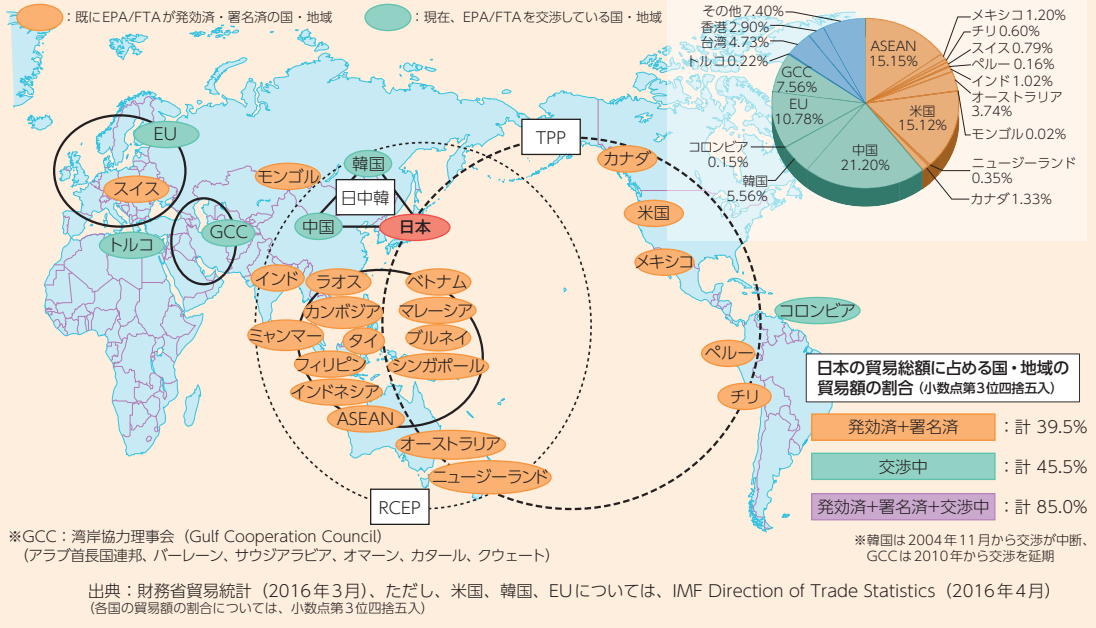 ：既にEPA/FTAが発効済・署名済の国・地域
：現在、EPA/FTAを交渉している国・地域
その他7.40%
香港2.90%
台湾4.73%
トルコ0.22%
GCC
7.56%
EU
10.78%
コロンビア
0.15%
韓国
5.56%
中国
21.20%
ASEAN
15.15%
米国
15.12%
メキシコ1.20%
チリ0.60%
スイス0.79%
ペルー0.16%
インド1.02%
オーストラリア
3.74%
モンゴル0.02%
ニュージーランド
0.35%
カナダ1.33%
EU
スイス
トルコ
GCC
モンゴル
韓国
日中韓
中国
日本
TPP
カナダ
米国
メキシコ
コロンビア
ペルー
チリ
インド
ラオス
ベトナム
カンボジア
マレーシア
ミャンマー
タイ
ブルネイ
フィリピン
シンガポール
インドネシア
ASEAN
オーストラリア
ニュージーランド
RCEP
日本の貿易総額に占める国・地域の
貿易額の割合（小数点第3位四捨五入）
発効済+署名済：計 39.5%
交渉中：計 45.5%
発効済+署名済+交渉中：計 85.0%
※韓国は2004年11月から交渉が中断、
GCCは2010年から交渉を延期
※GCC：湾岸協力理事会（Gulf Cooperation Council）
（アラブ首長国連邦、バーレーン、サウジアラビア、オマーン、カタール、クウェート）
出典：財務省貿易統計（2016年3月）、ただし、米国、韓国、EUについては、IMF Direction of Trade Statistics（2016年4月）
（各国の貿易額の割合については、小数点第3位四捨五入）